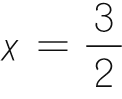 x = 3/2